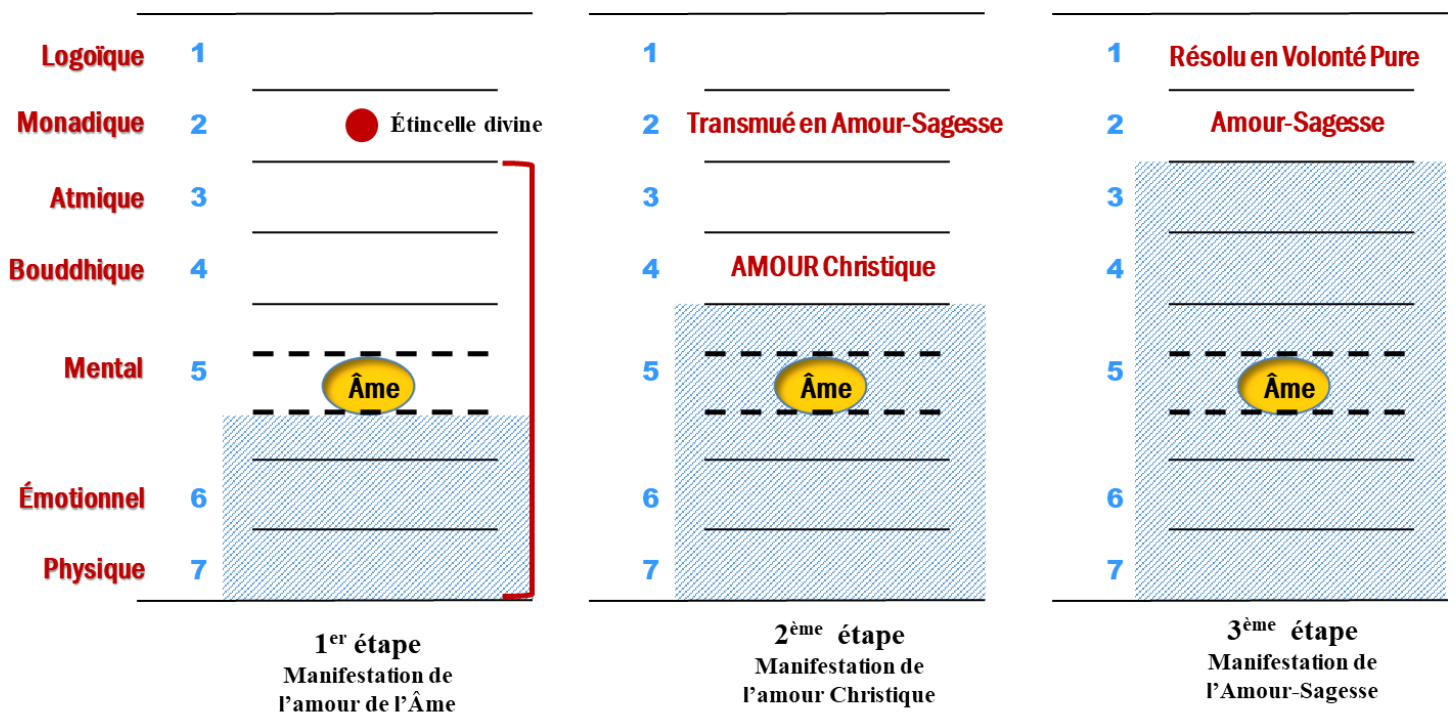 Logoïque 1 1 1 Résolu en Volonté Pure
Monadique 2 Étincelle divine 2 Transmué en Amour-Sagesse 2 Amour-Sagesse
Atmique 3 3 3
Bouddhique 4 4 AMOUR Christique 4
Mental 5 Âme 5 Âme 5 Âme
Émotionnel 6 6 6
Physique 7 7 7
1er étape
Manifestation de
l’amour de l’Âme
2ème étape
Manifestation de
l’amour Christique
3ème étape
Manifestation de
l’Amour-Sagesse